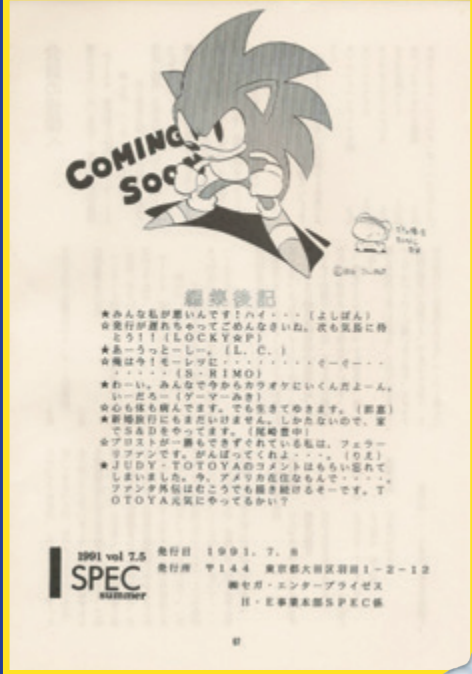 COMING
SOON
編集後記
★みんな私が悪いんです！ハイ・・・（よしぼん）
☆発行が遅れちゃってごめんなさいね。次も気長に待
とう！！（LOCKY☆P）
★あーうっとーしー。（L．C．）
☆俺は今！モーレツに・・・・・・・・・ぐーぐー・・
・・・・・（S・RIMO）
★わーい。みんなで今からカラオケにいくんだよーん。
いーだろー（ゲーマーみき）
☆心も体も病んでます。でも生きてゆきます。
★新婚旅行にもまだいけません。しかたないので、家
でS＆Dをやってます。（尾崎豊中）
☆プロストが一勝もできずぐれている私は、フェラー
リファンです。がんばってくれよ・・・。（りえ）
★JUDY・TOTOYAのコメントはもらい忘れて
しまいました。今、アメリカ在住なもんで・・・・。
ファンタ外伝はむこうでも描き続けるそーです。T
OTOYA元気にやってるかい？
1991 vol 7.5
SPEC
summer
発行日 1991．7．8
発行所 〒144 東京都大田区羽田1－2－12
㈱セガ・エンタープライゼス
H・E事業本部SPEC係
67